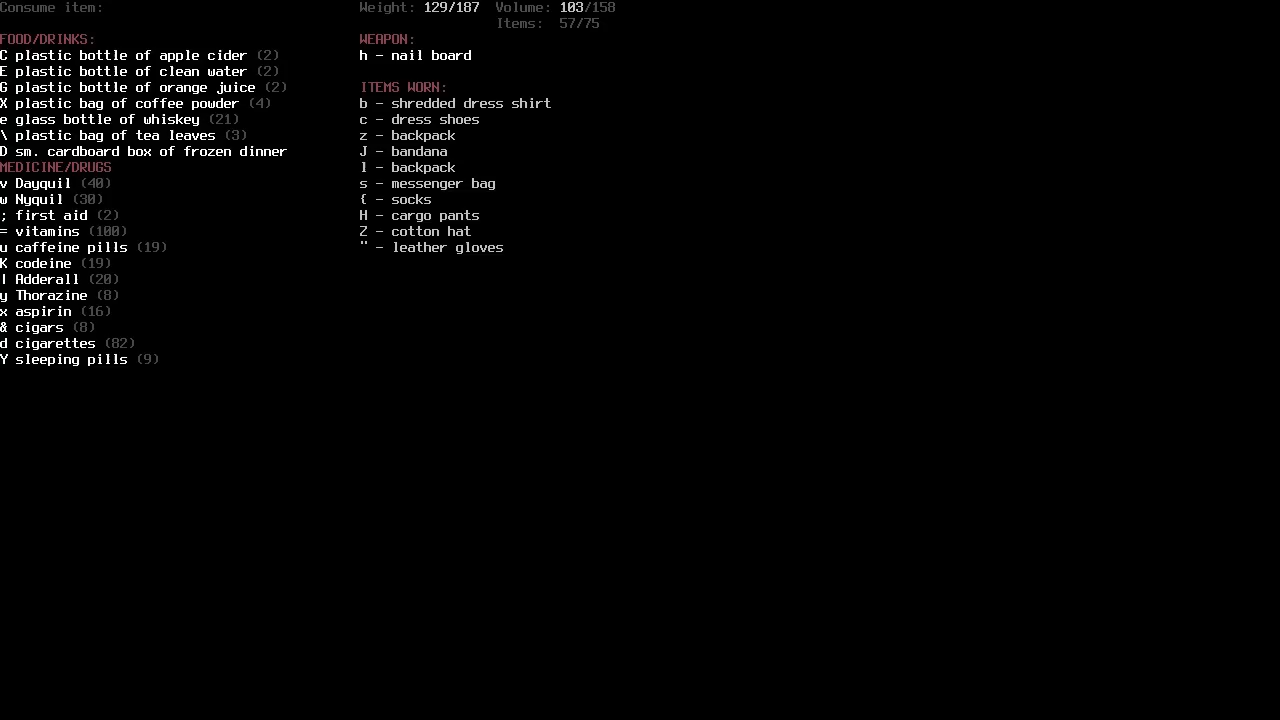 Consume item:
Weight: 129/187 Volume: 103/158
Items: 57/75
FOOD/DRINKS:
C plastic bottle of apple cider (2)
E plastic bottle of clean water (2)
G plastic bottle of orange juice (2)
X plastic bag of coffee powder (4)
e glass bottle of whiskey (21)
\ plastic bag of tea leaves (3)
D sm. cardboard box of frozen dinner
MEDICINE/DRUGS
v Dayquil (40)
w Nyquil (30)
; first aid (2)
= vitamins (100)
u caffeine pills (19)
K codeine (19)
| Adderall (20)
y Thorazine (8)
x aspirin (16)
& cigars (8)
d cigarettes (82)
Y sleeping pills (9)
WEAPON:
h - nail board
ITEMS WORN:
b - shredded dress shirt
c - dress shoes
z - backpack
J - bandana
l - backpack
s - messenger bag
{ - socks
H - cargo pants
Z - cotton hat
" - leather gloves